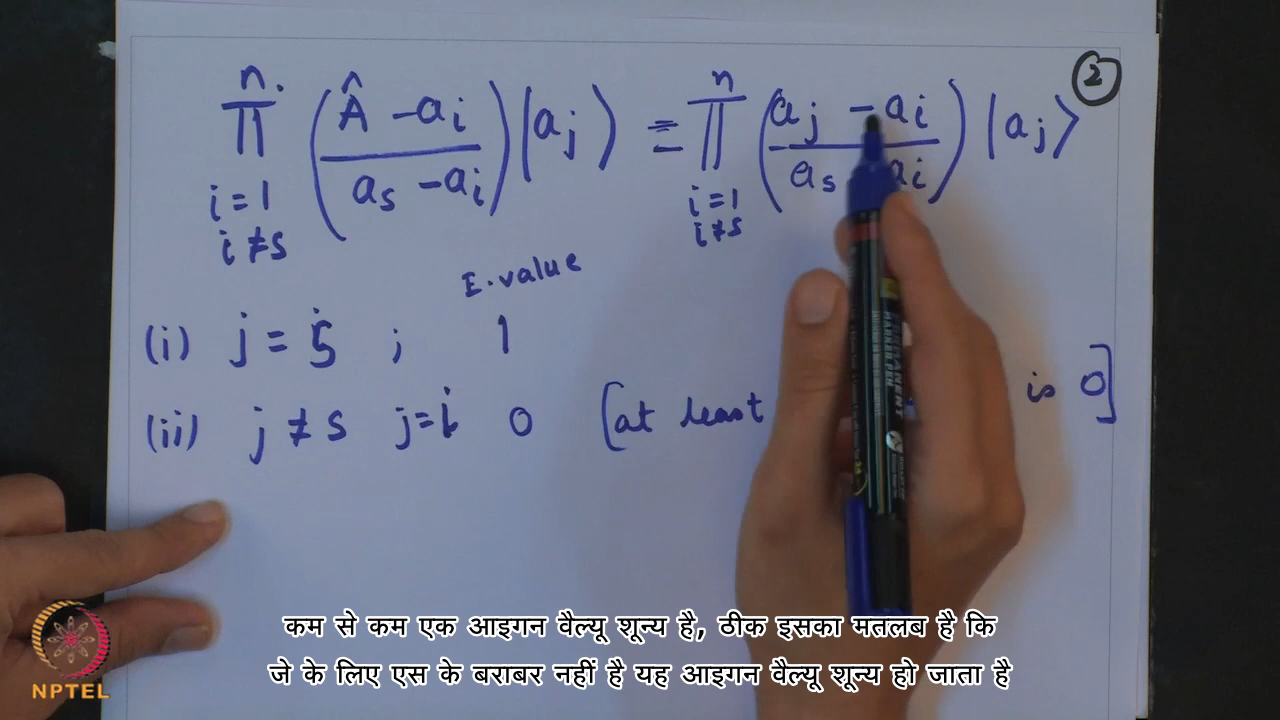 ②
n. n
∏ (Â - aᵢ / aₛ - aᵢ) |aⱼ⟩ = ∏ (aⱼ - aᵢ / aₛ aᵢ) |aⱼ⟩
i = 1 i = 1
i ≠ s i ≠ s
E. value
(i) j = s ; 1
(ii) j ≠ s j = i 0 [at least is 0]
कम से कम एक आइगन वैल्यू शून्य है, ठीक इसका मतलब है कि
जे के लिए एस के बराबर नहीं है यह आइगन वैल्यू शून्य हो जाता है
NPTEL